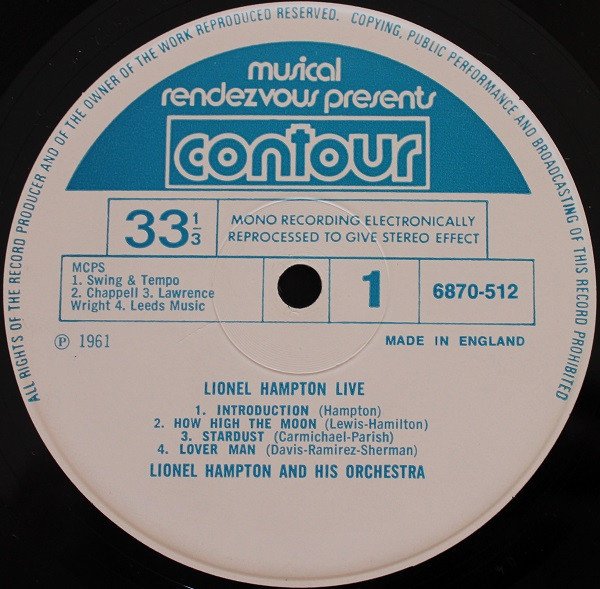 ALL RIGHTS OF THE RECORD PRODUCER AND OF THE OWNER OF THE WORK REPRODUCED RESERVED. COPYING, PUBLIC PERFORMANCE AND BROADCASTING OF THIS RECORD PROHIBITED
musical
rendezvous presents
contour
33 1/3
MONO RECORDING ELECTRONICALLY
REPROCESSED TO GIVE STEREO EFFECT
MCPS
1. Swing & Tempo
2. Chappell 3. Lawrence
Wright 4. Leeds Music
1
6870-512
Ⓟ 1961
MADE IN ENGLAND
LIONEL HAMPTON LIVE
1. INTRODUCTION (Hampton)
2. HOW HIGH THE MOON (Lewis-Hamilton)
3. STARDUST (Carmichael-Parish)
4. LOVER MAN (Davis-Ramirez-Sherman)
LIONEL HAMPTON AND HIS ORCHESTRA